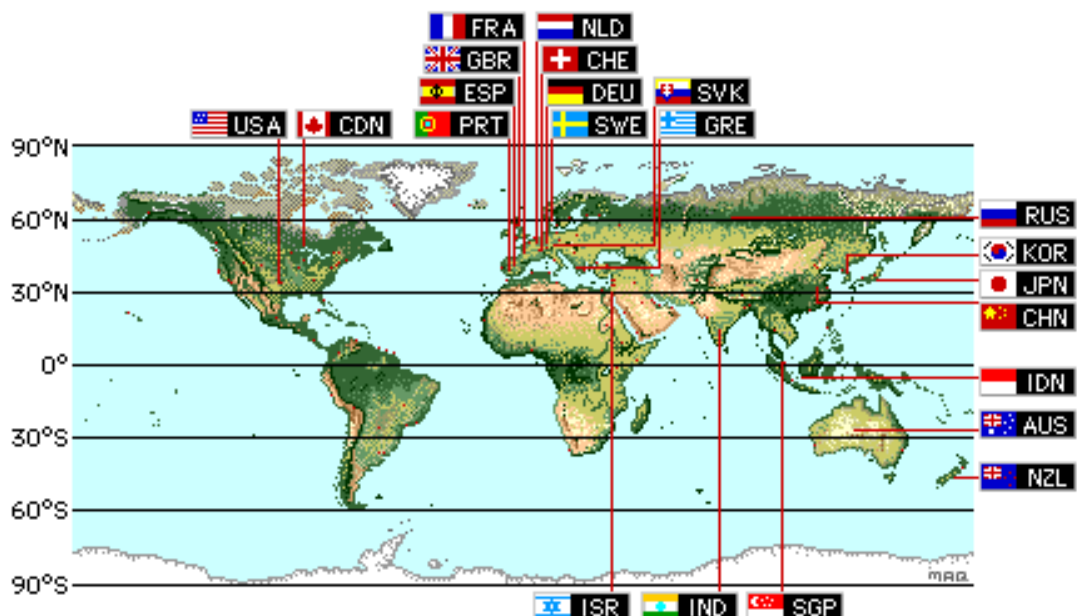 FRA NLD
GBR CHE
ESP DEU SVK
USA CDN PRT SWE GRE
90°N
60°N RUS
KOR
30°N JPN
CHN
0°
IDN
AUS
30°S
NZL
60°S
MAQ
90°S
ISR IND SGP